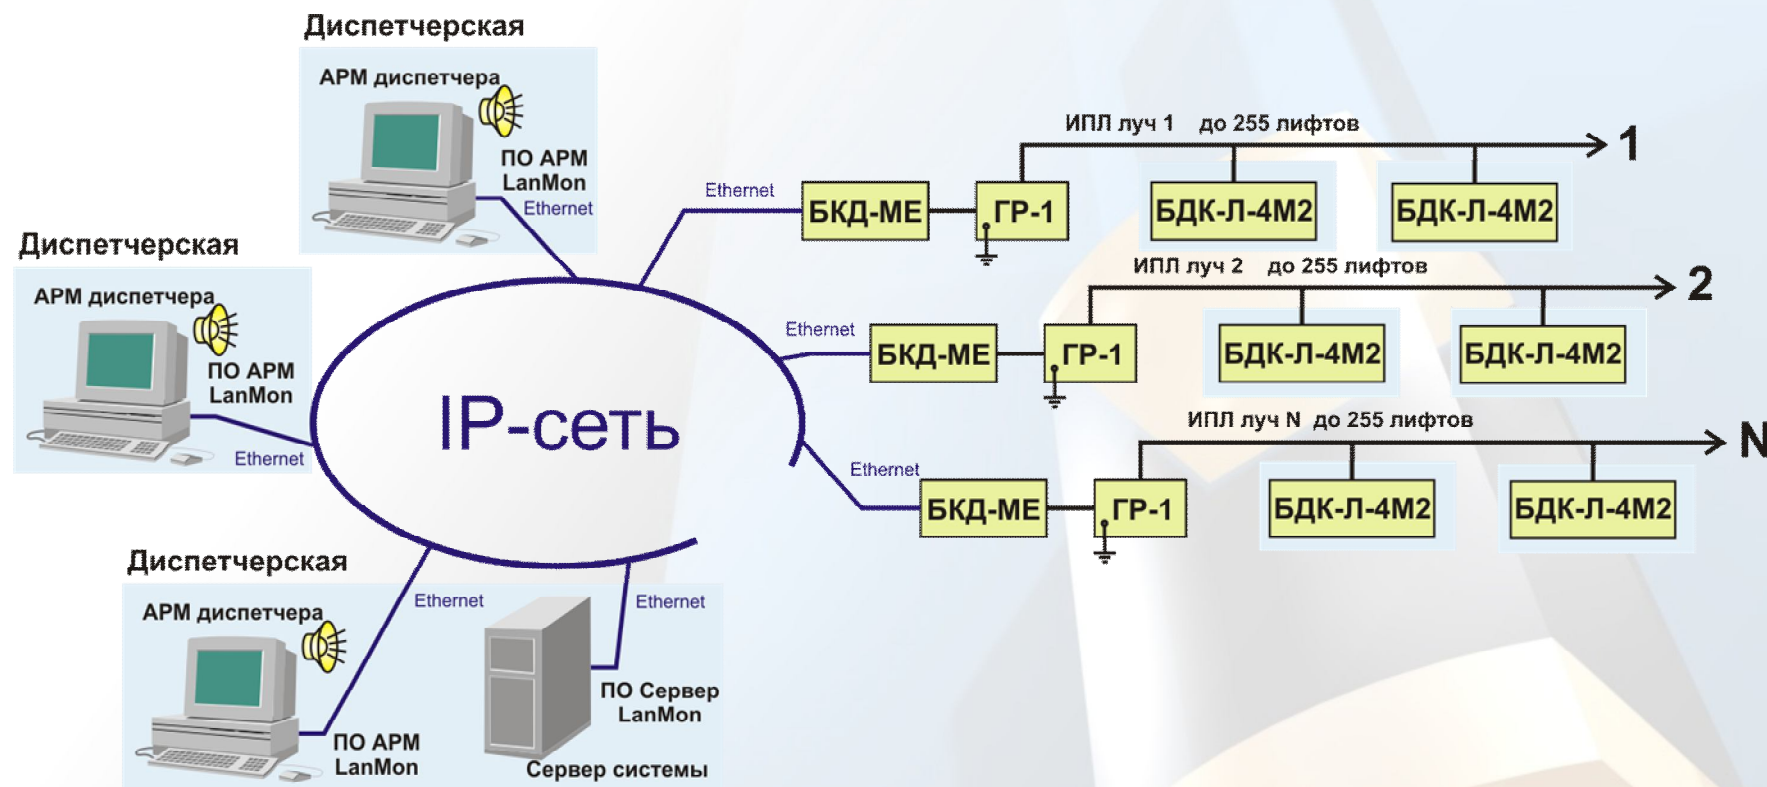 Диспетчерская
АРМ диспетчера
ПО АРМ
LanMon
Ethernet
Диспетчерская
АРМ диспетчера
ПО АРМ
LanMon
Ethernet
IP-сеть
Диспетчерская
АРМ диспетчера
ПО АРМ
LanMon
Ethernet
Ethernet
ПО Сервер
LanMon
Сервер системы
Ethernet
БКД-МЕ
ГР-1
ИПЛ луч 1 до 255 лифтов
1
БДК-Л-4М2
БДК-Л-4М2
Ethernet
БКД-МЕ
ГР-1
ИПЛ луч 2 до 255 лифтов
2
БДК-Л-4М2
БДК-Л-4М2
Ethernet
БКД-МЕ
ГР-1
ИПЛ луч N до 255 лифтов
N
БДК-Л-4М2
БДК-Л-4М2